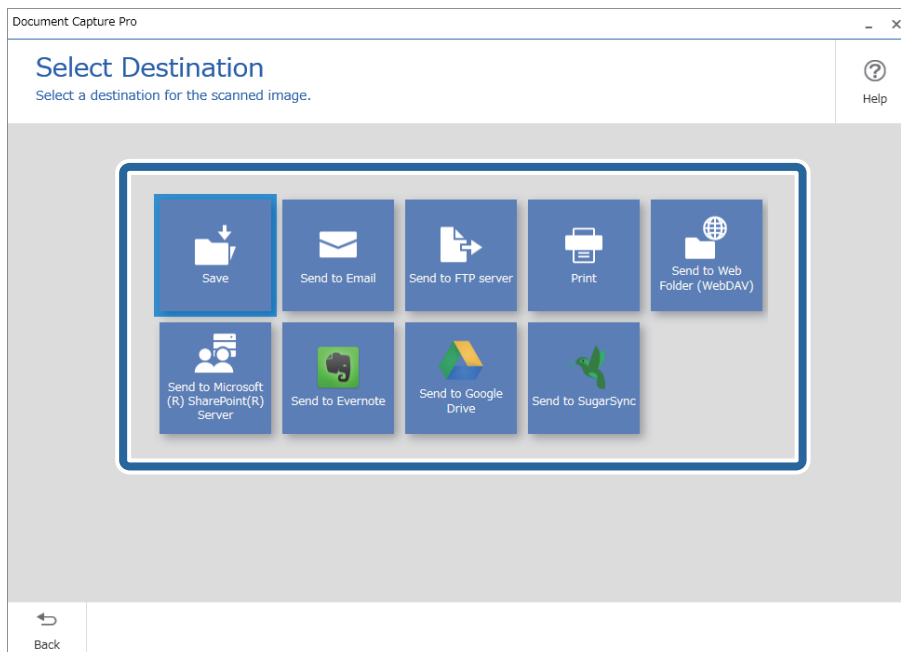 Document Capture Pro
Select Destination
Select a destination for the scanned image.
Help
Save
Send to Email
Send to FTP server
Print
Send to Web
Folder (WebDAV)
Send to Microsoft
(R) SharePoint(R)
Server
Send to Evernote
Send to Google
Drive
Send to SugarSync
Back